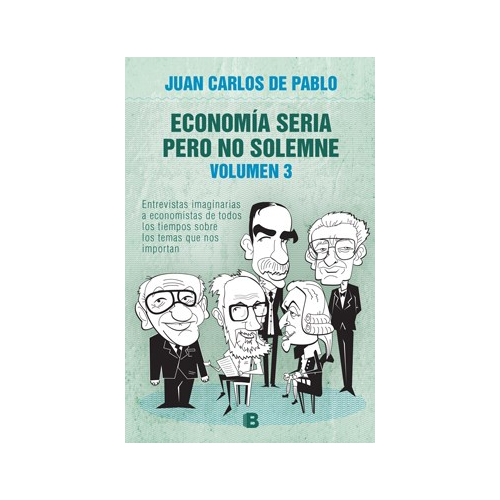 JUAN CARLOS DE PABLO
ECONOMÍA SERIA
PERO NO SOLEMNE
VOLUMEN 3
Entrevistas imaginarias
a economistas de todos
los tiempos sobre
los temas que nos
importan
B